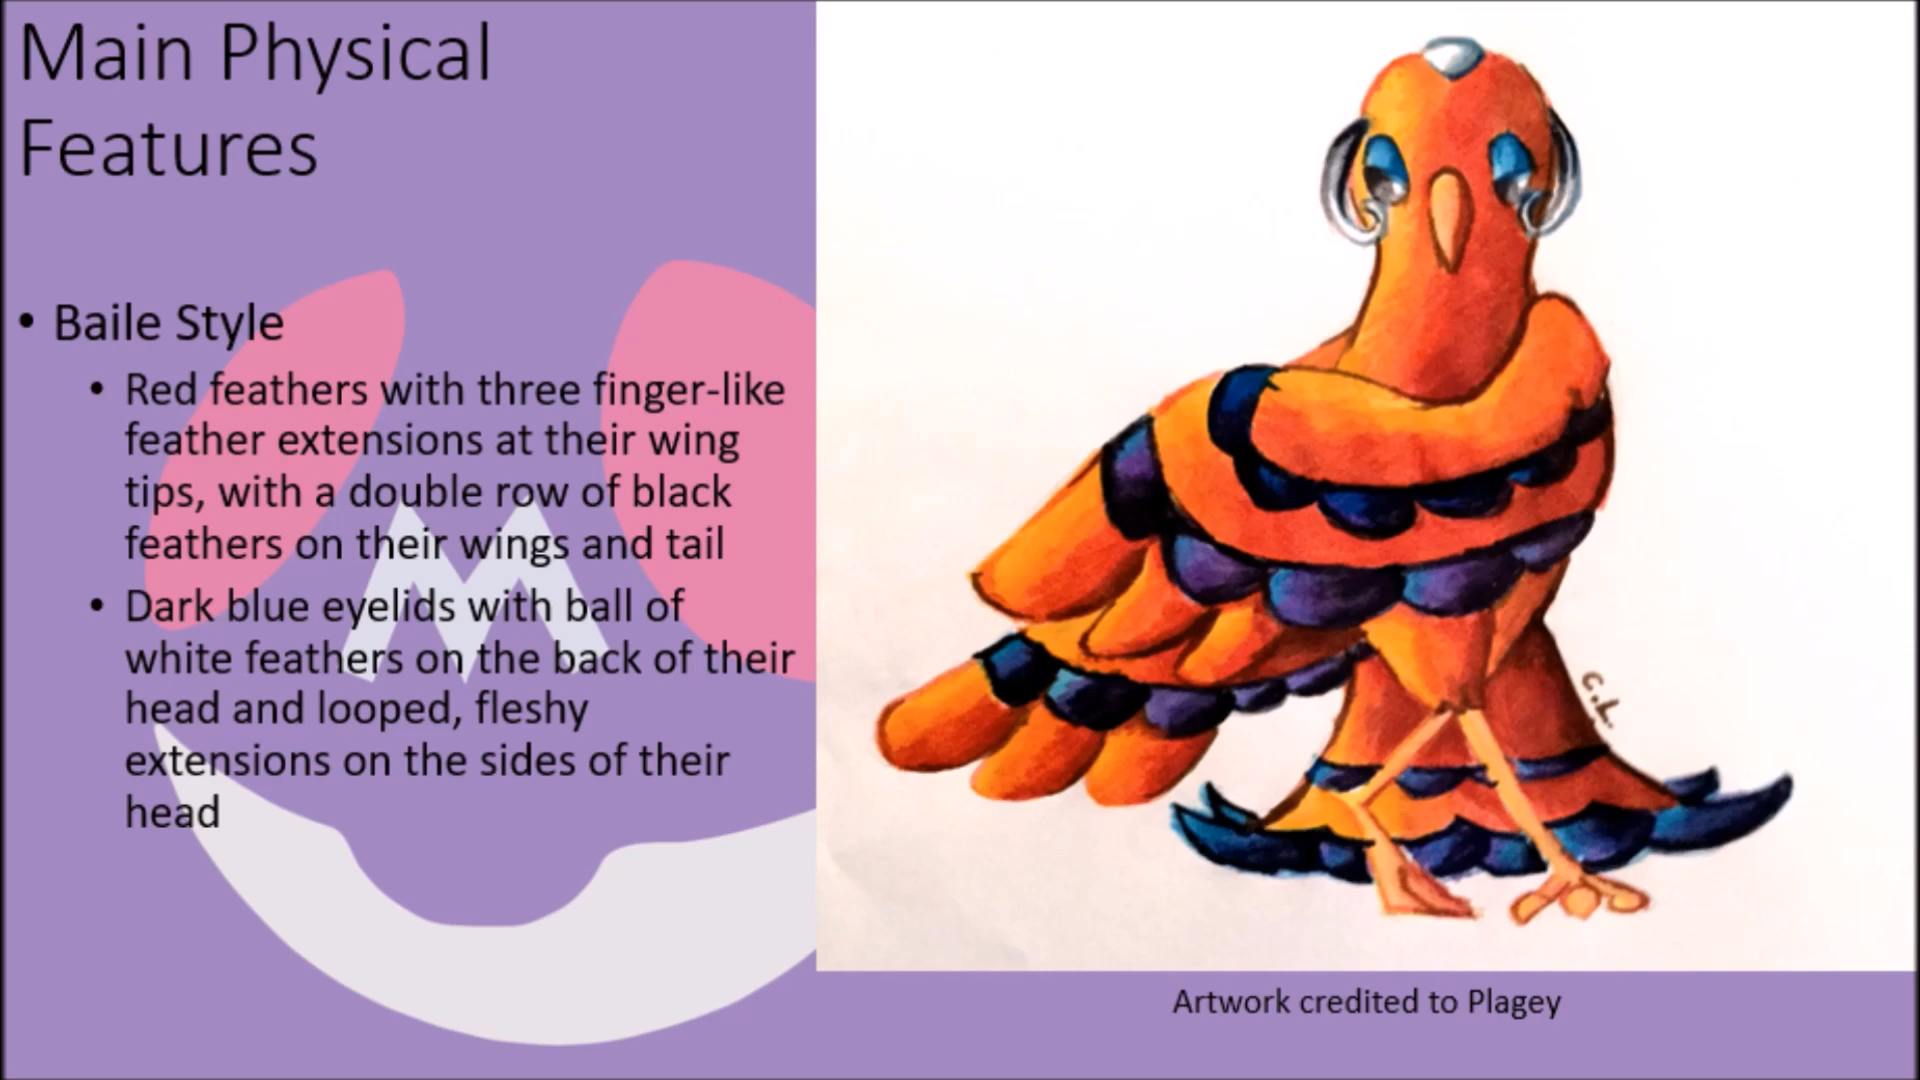 Main Physical
Features
• Baile Style
• Red feathers with three finger-like
feather extensions at their wing
tips, with a double row of black
feathers on their wings and tail
• Dark blue eyelids with ball of
white feathers on the back of their
head and looped, fleshy
extensions on the sides of their
head
M
C.L.
Artwork credited to Plagey